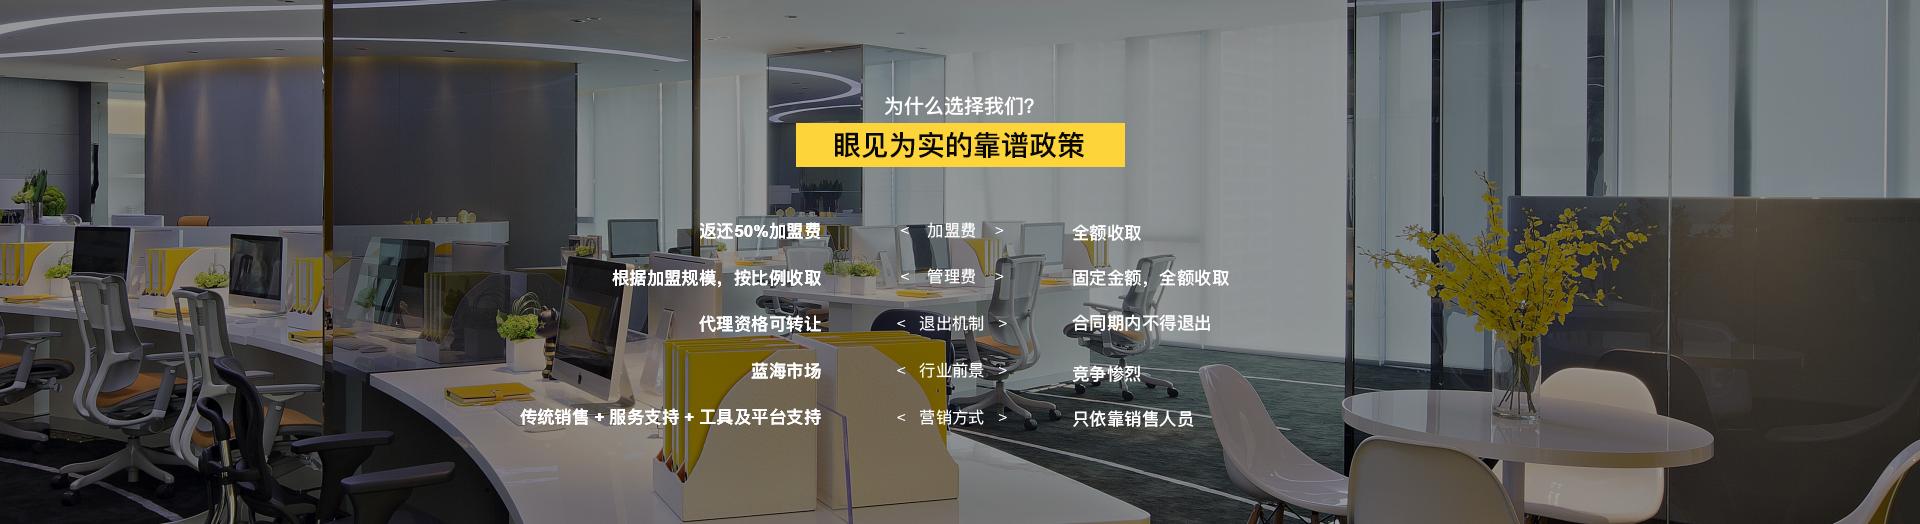 为什么选择我们?
眼见为实的靠谱政策
返还50%加盟费 < 加盟费 > 全额收取
根据加盟规模，按比例收取 < 管理费 > 固定金额，全额收取
代理资格可转让 < 退出机制 > 合同期内不得退出
蓝海市场 < 行业前景 > 竞争惨烈
传统销售 + 服务支持 + 工具及平台支持 < 营销方式 > 只依靠销售人员